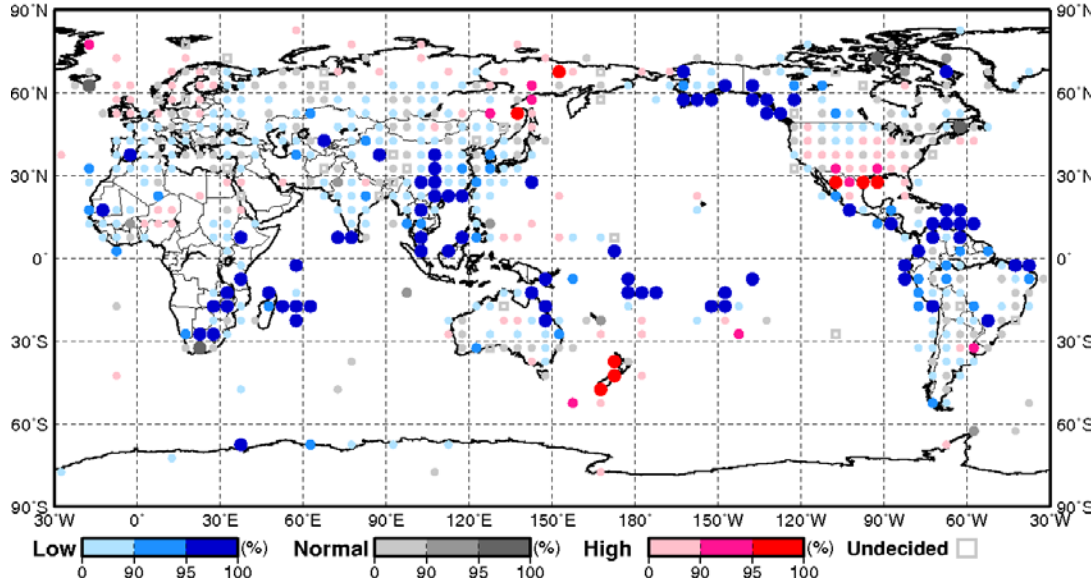 90°N 90°N
60°N 60°N
30°N 30°N
0° 0°
30°S 30°S
60°S 60°S
90°S 90°S
30°W 0° 30°E 60°E 90°E 120°E 150°E 180° 150°W 120°W 90°W 60°W 30°W
Low (%) Normal (%) High (%) Undecided
0 90 95 100 0 90 95 100 0 90 95 100